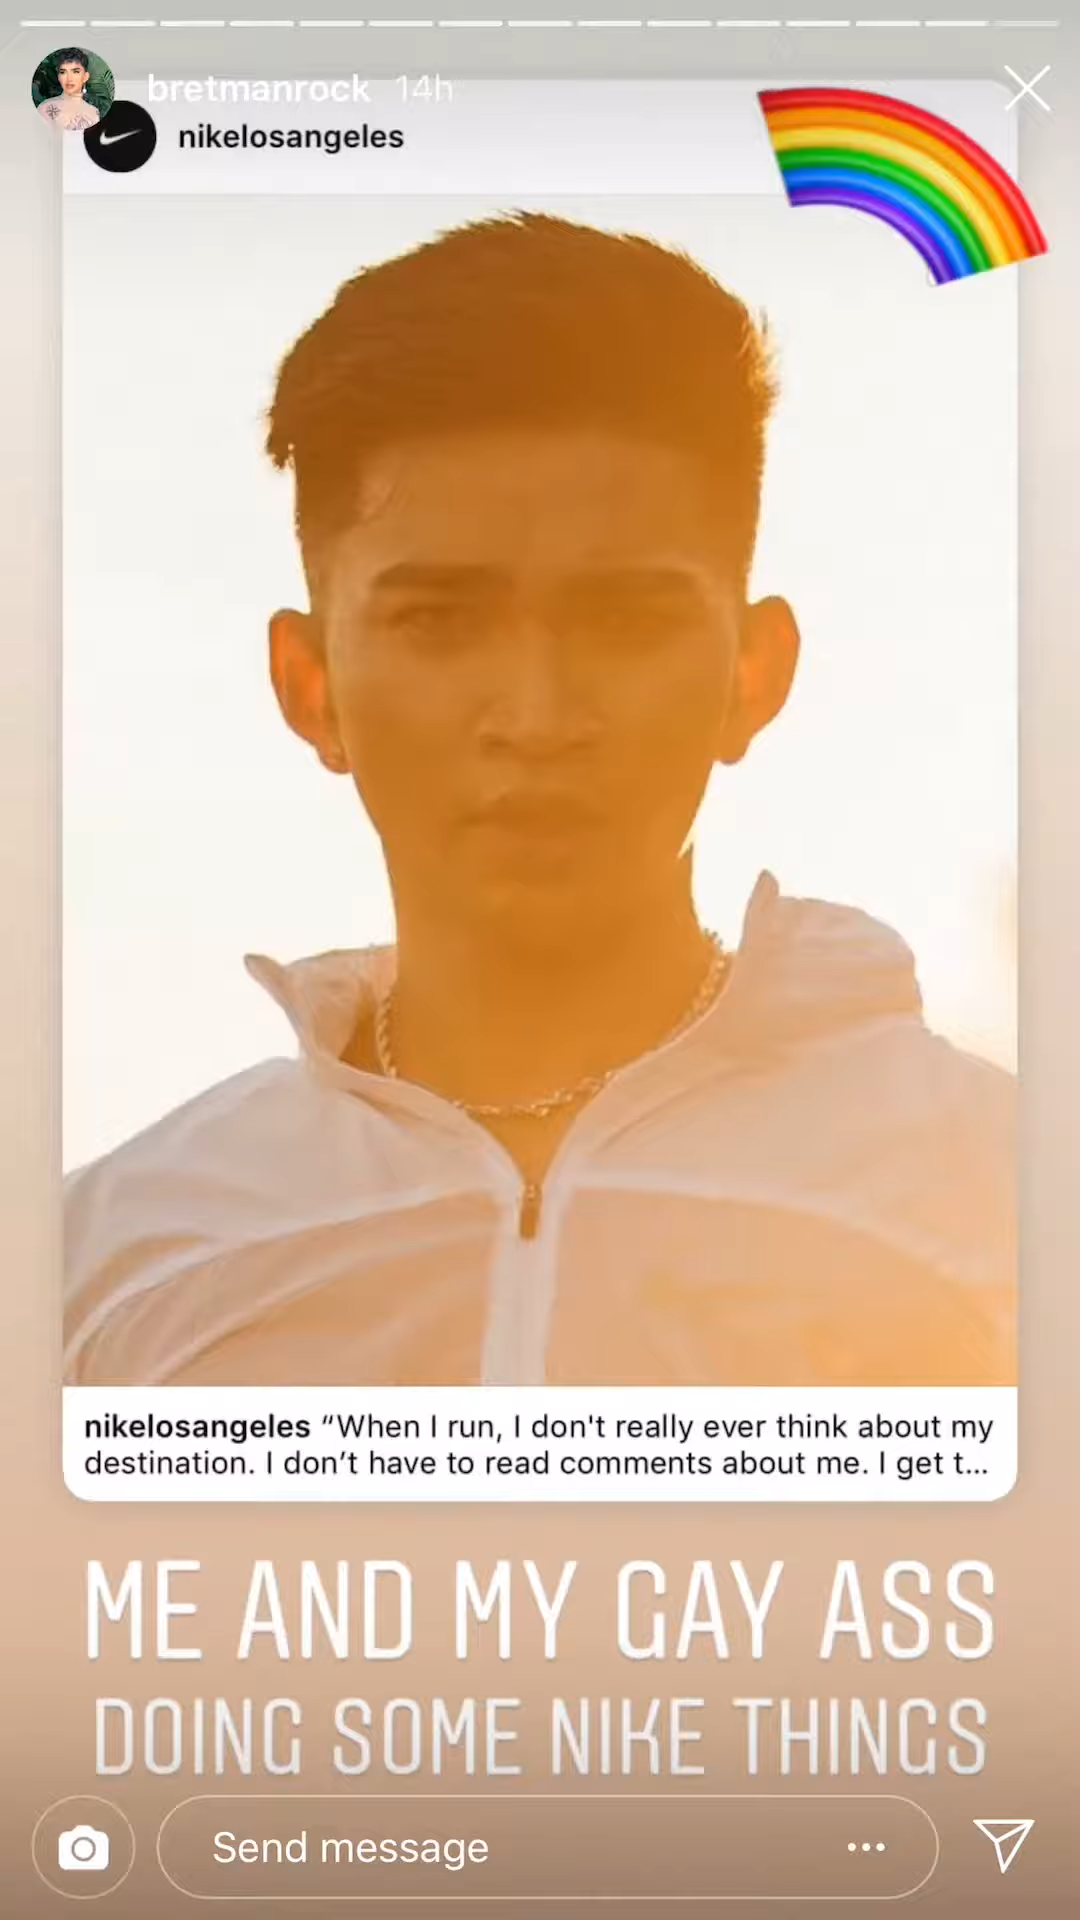 bretmanrock 14h
nikelosangeles
nikelosangeles “When I run, I don't really ever think about my
destination. I don’t have to read comments about me. I get t...
ME AND MY GAY ASS
DOING SOME NIKE THINGS
Send message